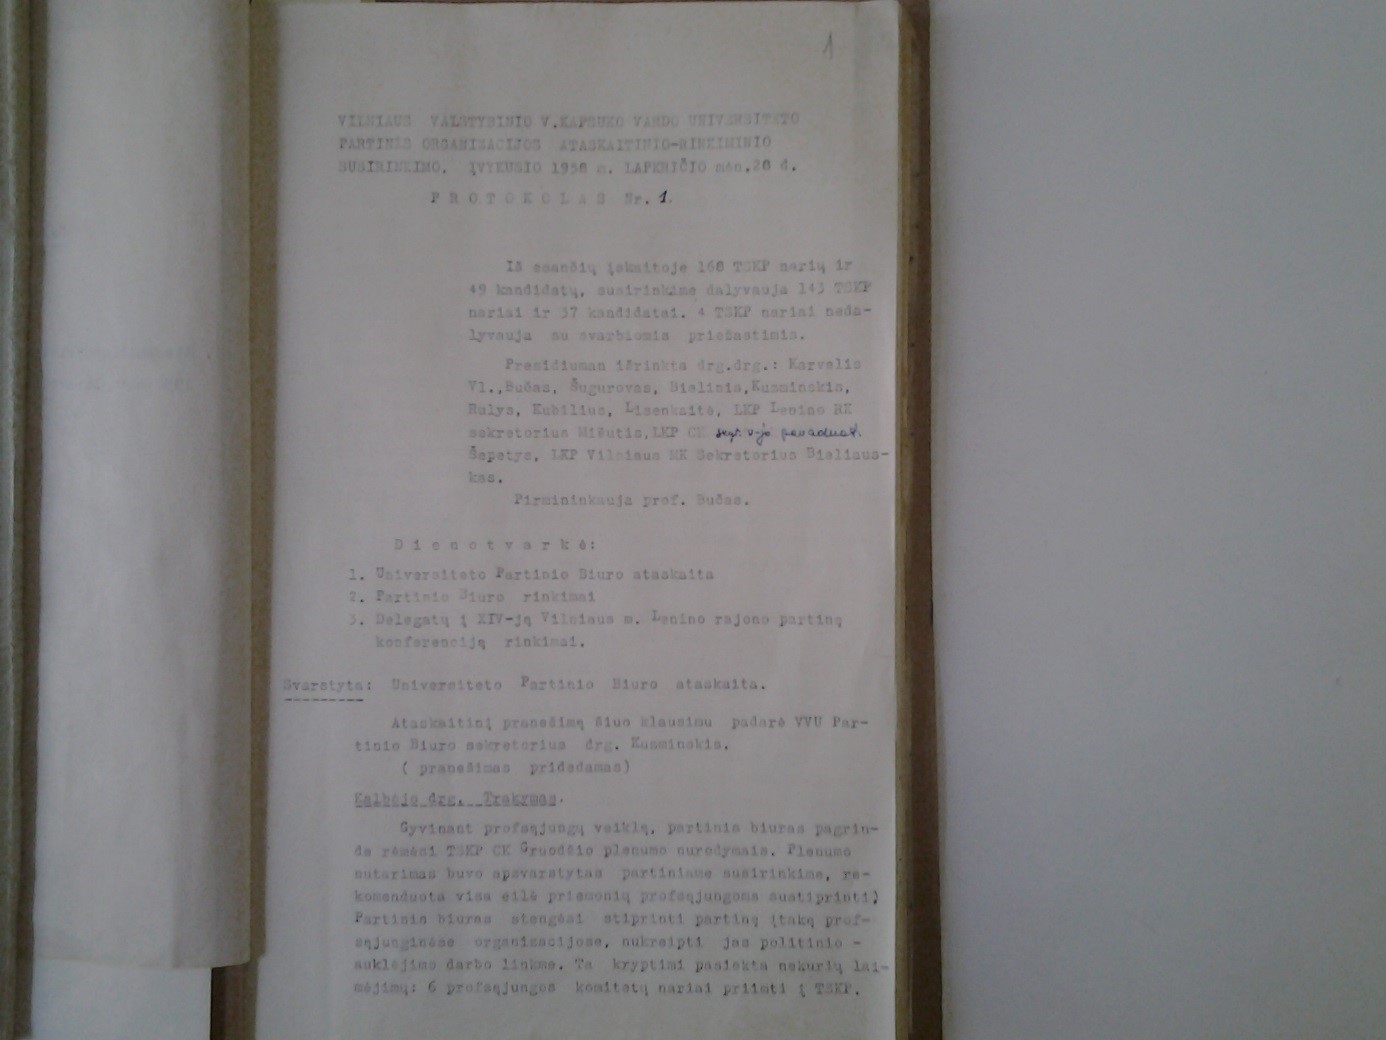 1
VILNIAUS VALSTYBINIO V.KAPSUKO VARDO UNIVERSITETO
PARTINĖS ORGANIZACIJOS ATASKAITINIO-RINKIMINIO
SUSIRINKIMO, ĮVYKUSIO 1958 m. LAPKRIČIO mėn.28 d.
P R O T O K O L A S Nr. 1.
Iš esančių įskaitoje 168 TSKP narių ir
49 kandidatų, susirinkime dalyvauja 143 TSKP
nariai ir 37 kandidatai. 4 TSKP nariai neda-
lyvauja su svarbiomis priežastimis.
Prezidiuman išrinkta drg.drg.: Karvelis
Vl.,Bučas, Šugurovas, Bielinis,Kuzminskis,
Rulys, Kubilius, Lisenkaitė, LKP Lenino RK
sekretorius Mišutis,LKP CK skyr. v-jo pavaduot.
Šepetys, LKP Vilniaus MK Sekretorius Bieliaus-
kas.
Pirmininkauja prof. Bučas.
D i e n o t v a r k ė:
1. Universiteto Partinio Biuro ataskaita
2. Partinio Biuro rinkimai
3. Delegatų į XIV-ją Vilniaus m. Lenino rajono partinę
konferenciją rinkimai.
Svarstyta: Universiteto Partinio Biuro ataskaita.
Ataskaitinį pranešimą šiuo klausimu padarė VVU Par-
tinio Biuro sekretorius drg. Kuzminskis.
( pranešimas pridedamas)
Kalbėjo drg. Trakymas.
Gyvinant profsąjungų veiklą, partinis biuras pagrin-
de rėmėsi TSKP CK Gruodžio plenumo nurodymais. Plenumo
nutarimas buvo apsvarstytas partiniame susirinkime, re-
komenduota visa eilė priemonių profsąjungoms sustiprinti)
Partinis biuras stengėsi stiprinti partinę įtaką prof-
sąjunginėse organizacijose, nukreipti jas politinio -
auklėjimo darbo linkme. Ta kryptimi pasiekta nekurių lai-
mėjimų: 6 profsąjungos komitetų nariai priimti į TSKP.